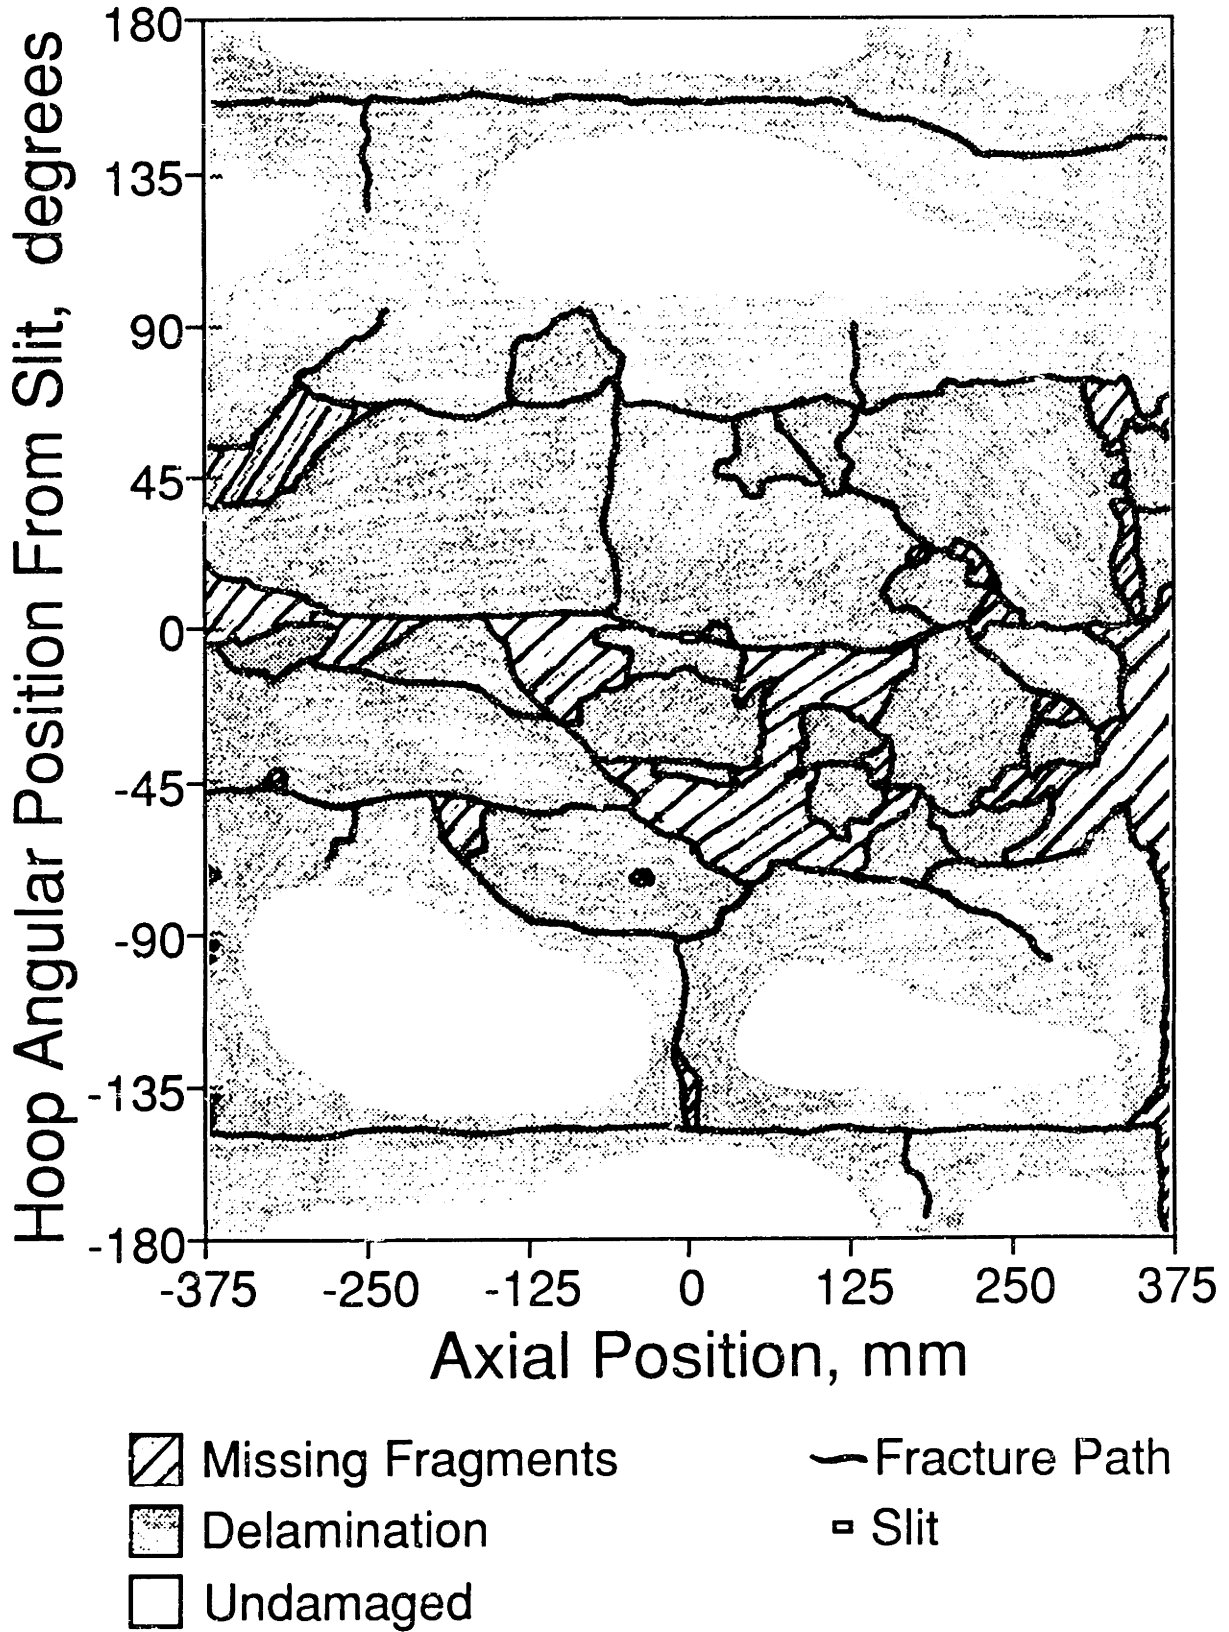 Hoop Angular Position From Slit, degrees
180
135
90
45
0
-45
-90
-135
-180
-375 -250 -125 0 125 250 375
Axial Position, mm
Missing Fragments
Delamination
Undamaged
Fracture Path
Slit